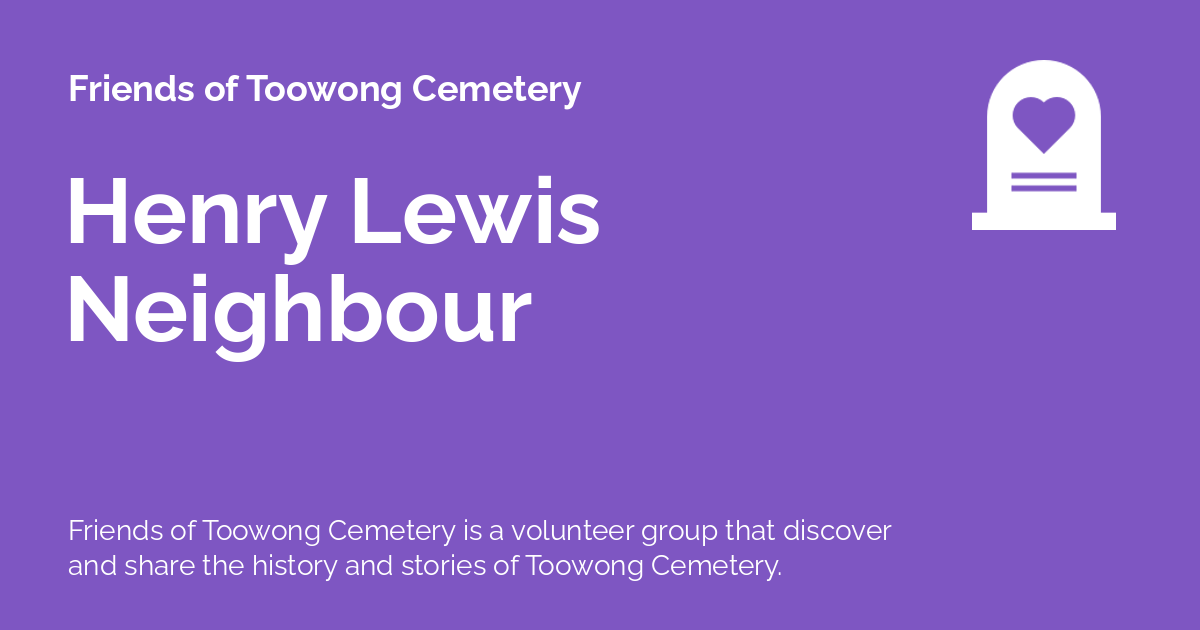 Friends of Toowong Cemetery
Henry Lewis
Neighbour
Friends of Toowong Cemetery is a volunteer group that discover
and share the history and stories of Toowong Cemetery.